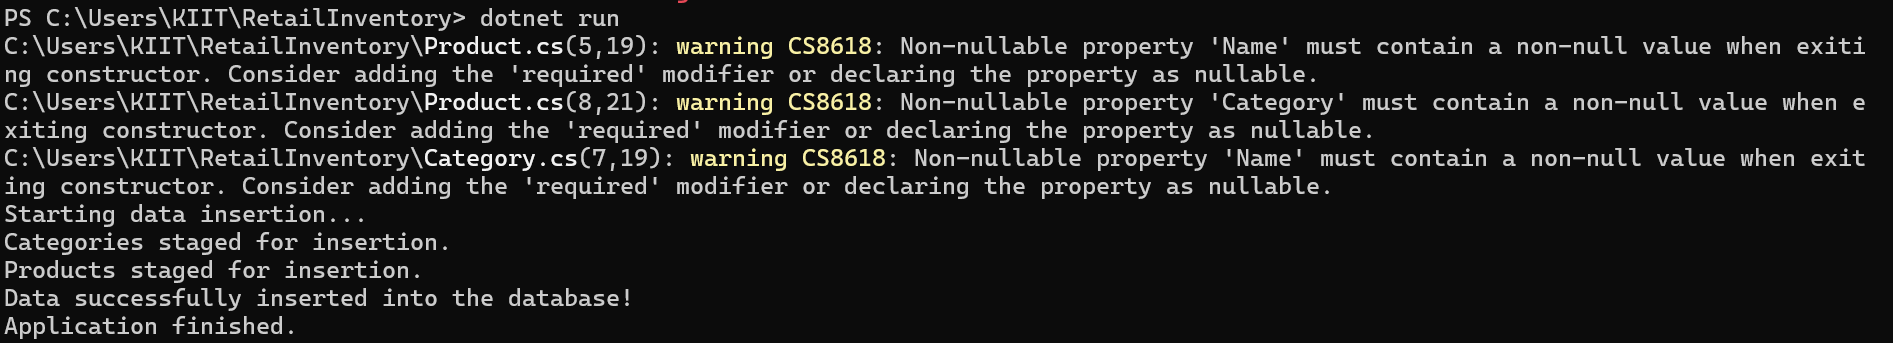 PS C:\Users\KIIT\RetailInventory> dotnet run
C:\Users\KIIT\RetailInventory\Product.cs(5,19): warning CS8618: Non-nullable property 'Name' must contain a non-null value when exiti
ng constructor. Consider adding the 'required' modifier or declaring the property as nullable.
C:\Users\KIIT\RetailInventory\Product.cs(8,21): warning CS8618: Non-nullable property 'Category' must contain a non-null value when e
xiting constructor. Consider adding the 'required' modifier or declaring the property as nullable.
C:\Users\KIIT\RetailInventory\Category.cs(7,19): warning CS8618: Non-nullable property 'Name' must contain a non-null value when exit
ing constructor. Consider adding the 'required' modifier or declaring the property as nullable.
Starting data insertion...
Categories staged for insertion.
Products staged for insertion.
Data successfully inserted into the database!
Application finished.